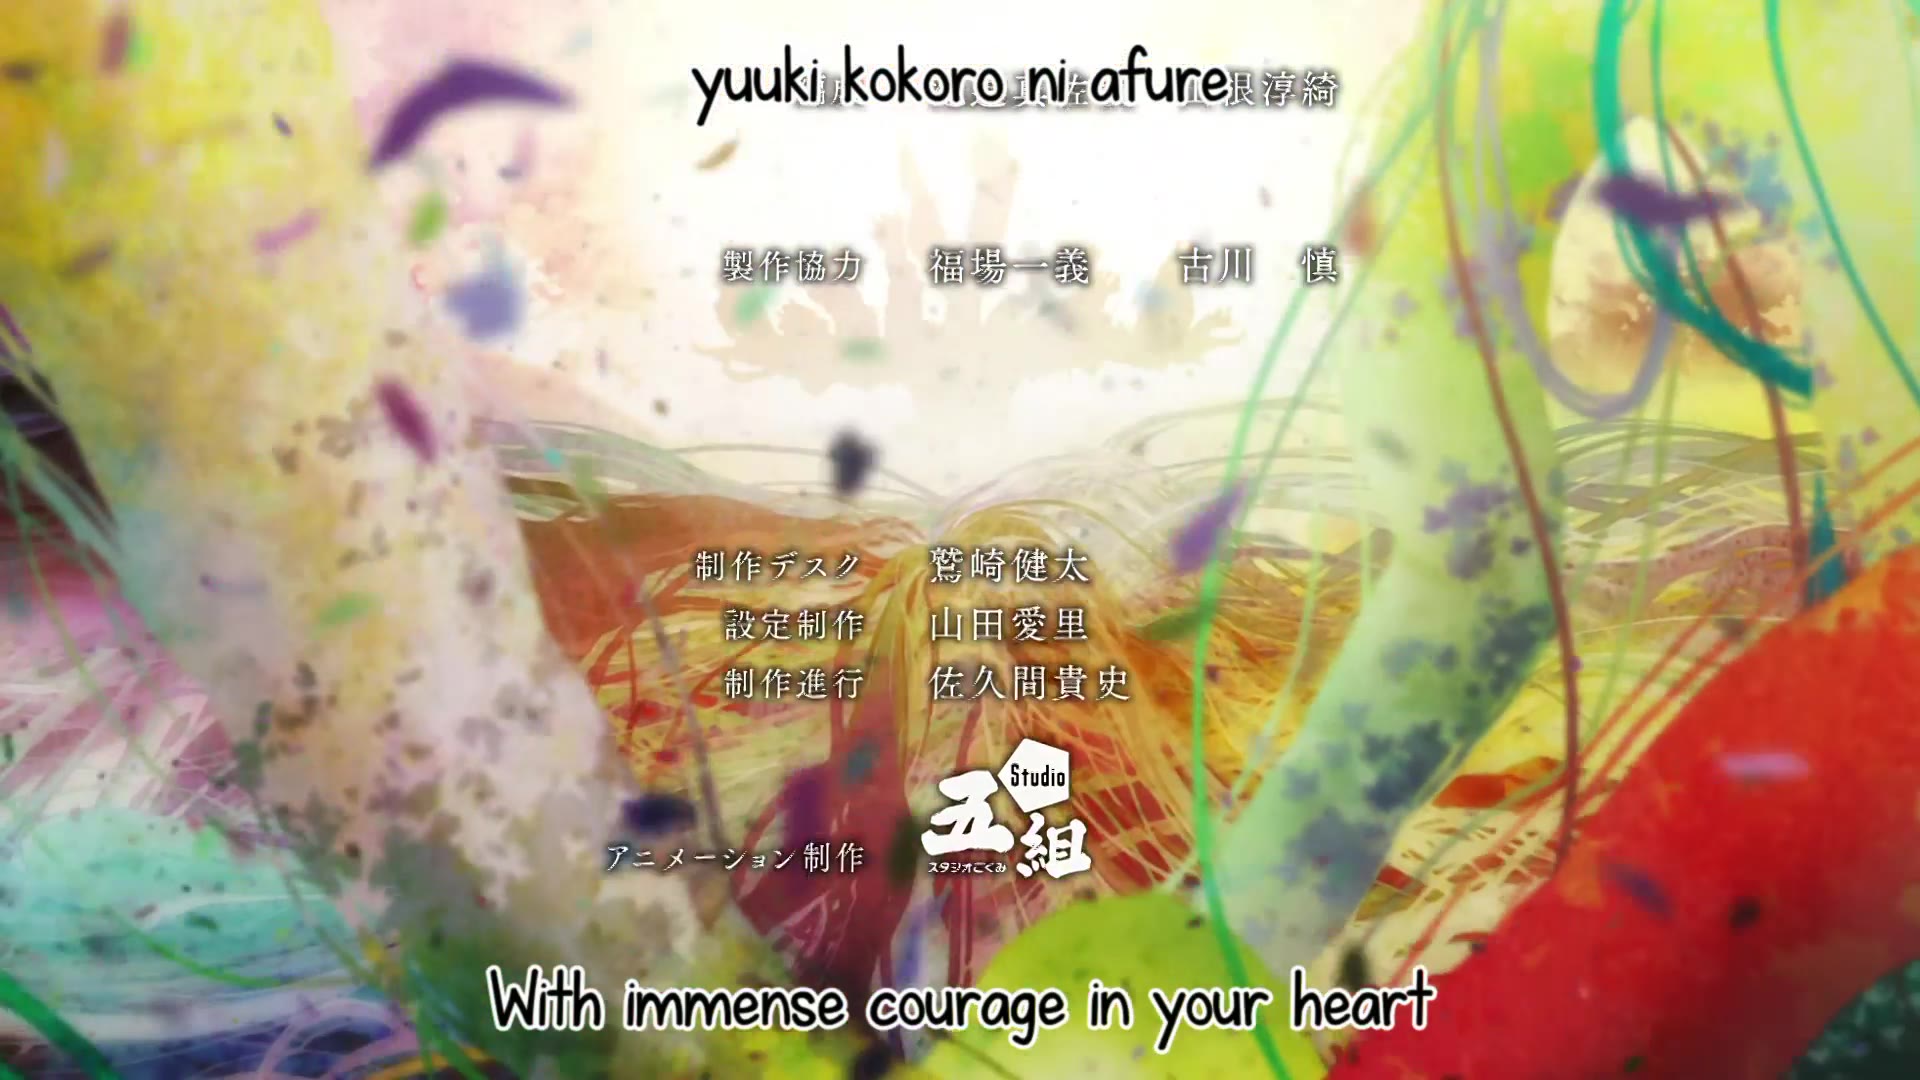 yuuki kokoro ni afure
淳綺
製作協力 福場一義 古川 慎
制作デスク 鷲崎健太
設定制作 山田愛里
制作進行 佐久間貴史
Studio
五組
アニメーション制作
スタジオごくみ
With immense courage in your heart